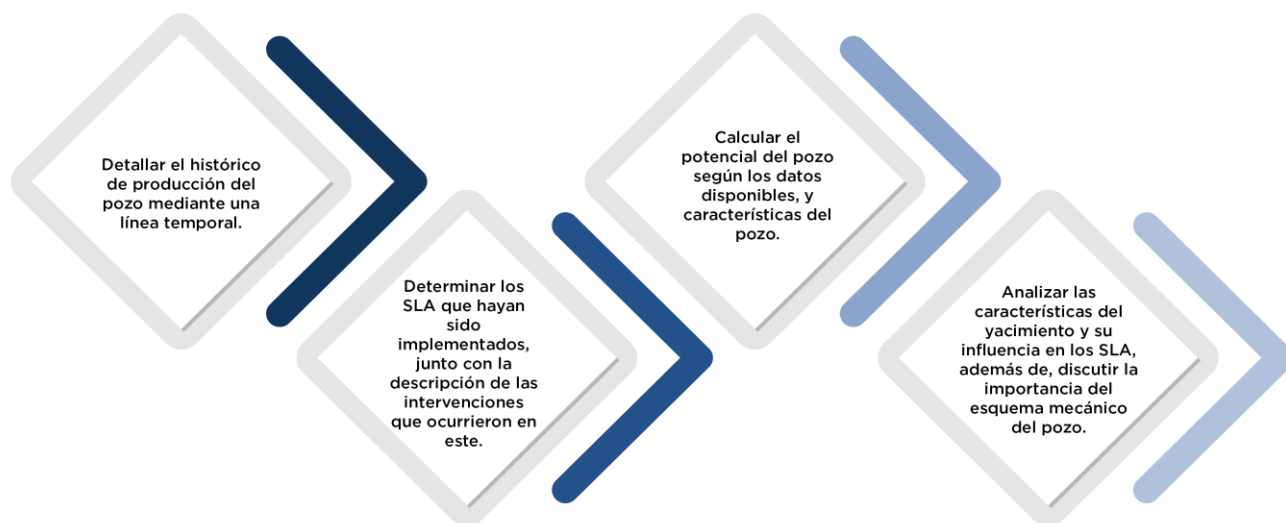 Detallar el histórico
de producción del
pozo mediante una
línea temporal.
Determinar los
SLA que hayan
sido
implementados,
junto con la
descripción de las
intervenciones
que ocurrieron en
este.
Calcular el
potencial del pozo
según los datos
disponibles, y
características del
pozo.
Analizar las
características del
yacimiento y su
influencia en los SLA,
además de, discutir la
importancia del
esquema mecánico
del pozo.